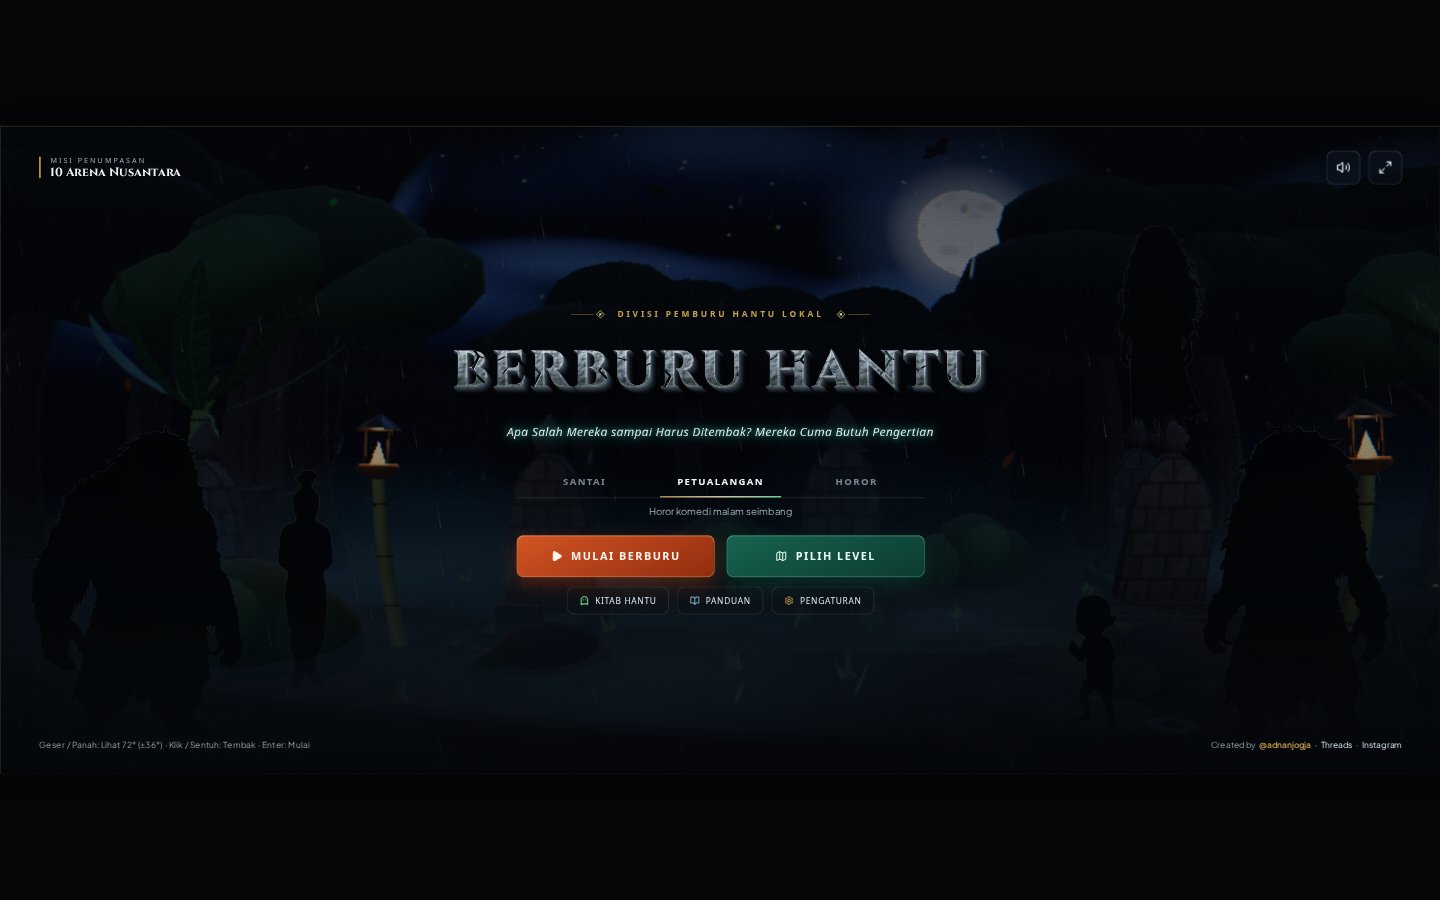 MISI PENUMPASAN
10 ARENA NUSANTARA
DIVISI PEMBURU HANTU LOKAL
BERBURU HANTU
Apa Salah Mereka sampai Harus Ditembak? Mereka Cuma Butuh Pengertian
SANTAI PETUALANGAN HOROR
Horor komedi malam seimbang
MULAI BERBURU PILIH LEVEL
KITAB HANTU PANDUAN PENGATURAN
Geser / Panah: Lihat 72° (±36°) · Klik / Sentuh: Tembak · Enter: Mulai
Created by @adnanjogja · Threads · Instagram